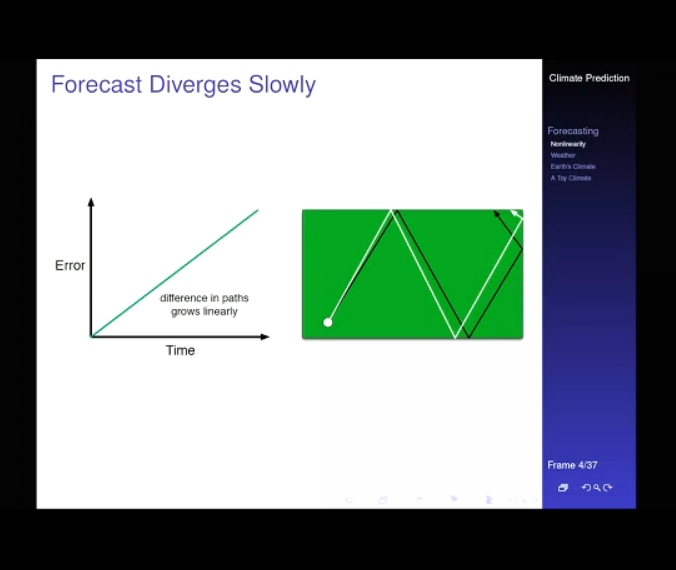 Forecast Diverges Slowly
Error
difference in paths
grows linearly
Time
Climate Prediction
Forecasting
Nonlinearity
Weather
Earth's Climate
A Toy Climate
Frame 4/37